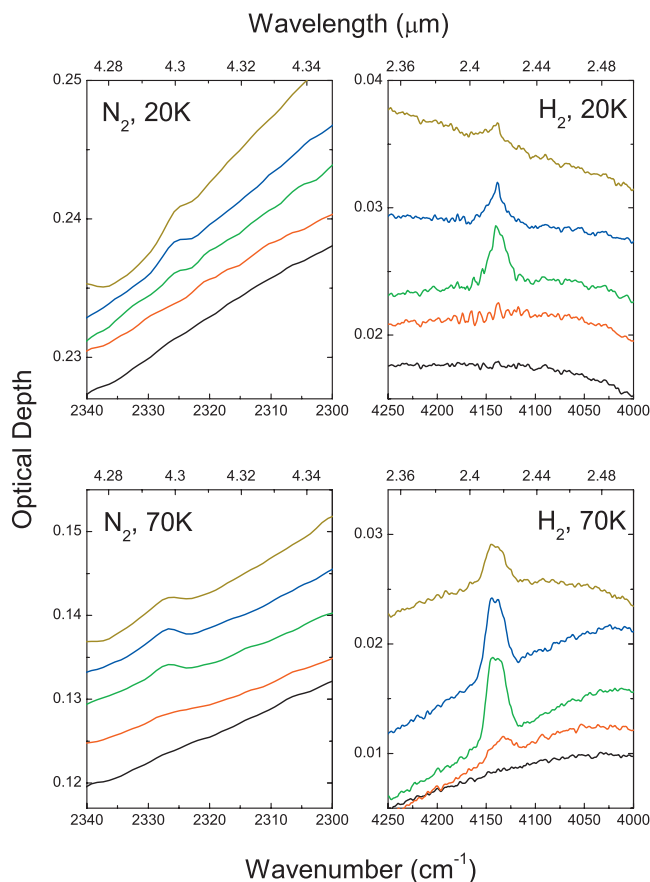 Wavelength (μm)
4.28 4.3 4.32 4.34 2.36 2.4 2.44 2.48
0.25 0.04
N₂, 20K H₂, 20K
0.24 0.03
0.23 0.02
2340 2330 2320 2310 2300 4250 4200 4150 4100 4050 4000
Optical Depth
4.28 4.3 4.32 4.34 2.36 2.4 2.44 2.48
N₂, 70K H₂, 70K
0.15 0.03
0.14 0.02
0.13
0.01
0.12
2340 2330 2320 2310 2300 4250 4200 4150 4100 4050 4000
Wavenumber (cm⁻¹)